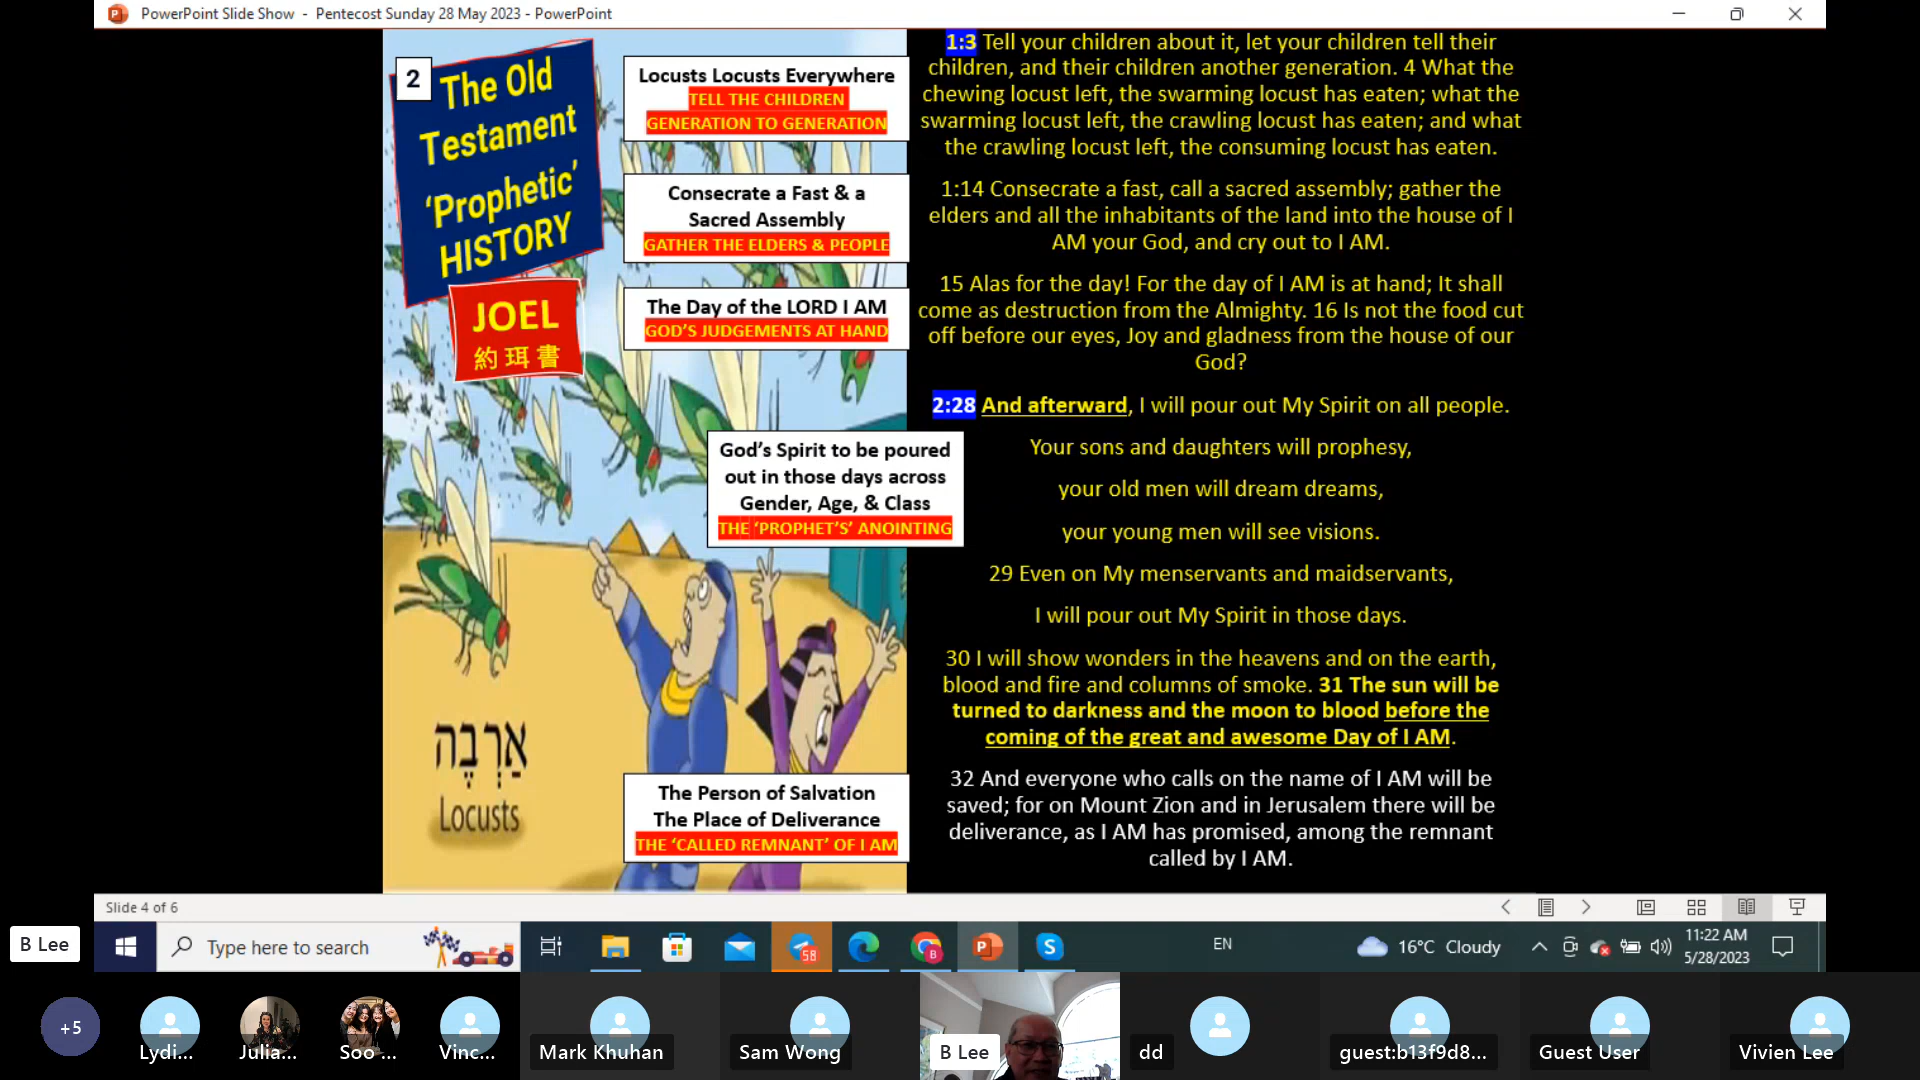 PowerPoint Slide Show - Pentecost Sunday 28 May 2023 - PowerPoint
2
The Old
Testament
‘Prophetic’
HISTORY
JOEL
約珥書
Locusts Locusts Everywhere
TELL THE CHILDREN
GENERATION TO GENERATION
Consecrate a Fast & a
Sacred Assembly
GATHER THE ELDERS & PEOPLE
The Day of the LORD I AM
GOD’S JUDGEMENTS AT HAND
God’s Spirit to be poured
out in those days across
Gender, Age, & Class
THE ‘PROPHET’S’ ANOINTING
אַרְבֶּה
Locusts
The Person of Salvation
The Place of Deliverance
THE ‘CALLED REMNANT’ OF I AM
1:3 Tell your children about it, let your children tell their
children, and their children another generation. 4 What the
chewing locust left, the swarming locust has eaten; what the
swarming locust left, the crawling locust has eaten; and what
the crawling locust left, the consuming locust has eaten.
1:14 Consecrate a fast, call a sacred assembly; gather the
elders and all the inhabitants of the land into the house of I
AM your God, and cry out to I AM.
15 Alas for the day! For the day of I AM is at hand; It shall
come as destruction from the Almighty. 16 Is not the food cut
off before our eyes, Joy and gladness from the house of our
God?
2:28 And afterward, I will pour out My Spirit on all people.
Your sons and daughters will prophesy,
your old men will dream dreams,
your young men will see visions.
29 Even on My menservants and maidservants,
I will pour out My Spirit in those days.
30 I will show wonders in the heavens and on the earth,
blood and fire and columns of smoke. 31 The sun will be
turned to darkness and the moon to blood before the
coming of the great and awesome Day of I AM.
32 And everyone who calls on the name of I AM will be
saved; for on Mount Zion and in Jerusalem there will be
deliverance, as I AM has promised, among the remnant
called by I AM.
Slide 4 of 6
B Lee
Type here to search
58
B
EN
16°C Cloudy
11:22 AM
5/28/2023
+5
Lydi...
Julia...
Soo ...
Vinc...
Mark Khuhan
Sam Wong
B Lee
dd
guest:b13f9d8...
Guest User
Vivien Lee